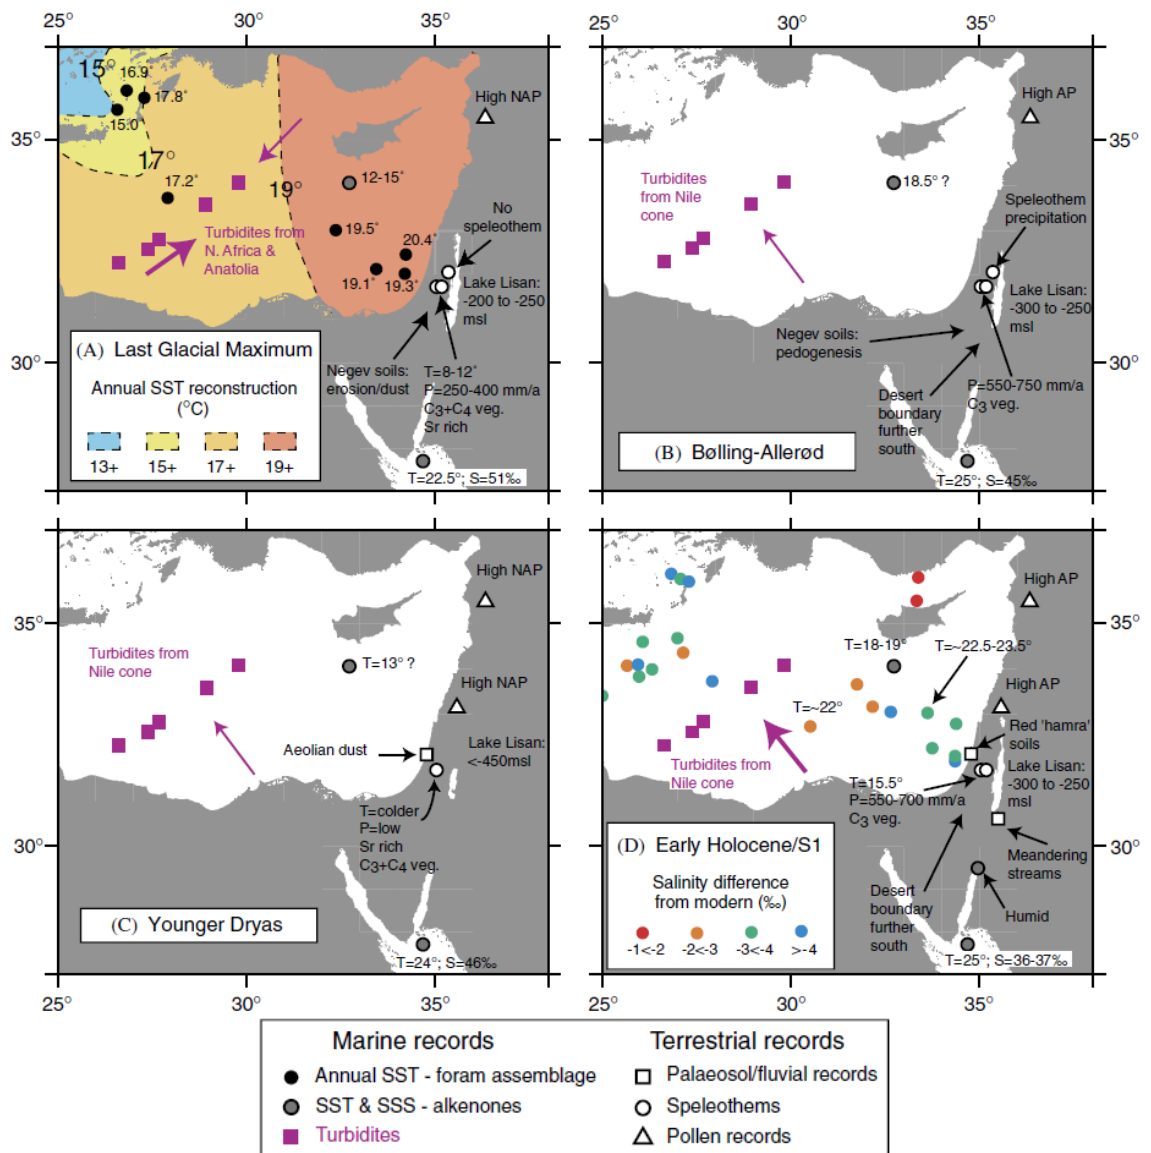 25°
30°
35°
25°
30°
35°
15°
16.9°
17.8°
15.0°
High NAP
High AP
35°
35°
17°
17.2°
12-15°
19°
18.5° ?
Turbidites
from Nile
cone
No
speleothem
Speleothem
precipitation
Turbidites from
N. Africa &
Anatolia
19.5°
20.4°
19.1°
19.3°
Lake Lisan:
-200 to -250
msl
Lake Lisan:
-300 to -250
msl
Negev soils:
pedogenesis
30°
30°
(A) Last Glacial Maximum
Annual SST reconstruction
(°C)
13+
15+
17+
19+
Negev soils:
erosion/dust
T=8-12°
P=250-400 mm/a
C3+C4 veg.
Sr rich
T=22.5°; S=51‰
P=550-750 mm/a
C3 veg.
Desert
boundary
further
south
(B) Bølling-Allerød
T=25°; S=45‰
High NAP
High AP
35°
35°
Turbidites from
Nile cone
T=13° ?
T=18-19°
T=~22.5-23.5°
High NAP
High AP
T=~22°
Aeolian dust
Lake Lisan:
<-450msl
Red 'hamra'
soils
Turbidites from
Nile cone
Lake Lisan:
-300 to -250
msl
T=15.5°
P=550-700 mm/a
C3 veg.
T=colder
P=low
Sr rich
C3+C4 veg.
30°
30°
(C) Younger Dryas
T=24°; S=46‰
(D) Early Holocene/S1
Salinity difference
from modern (‰)
-1<-2
-2<-3
-3<-4
>-4
Meandering
streams
Desert
boundary
further
south
Humid
T=25°; S=36-37‰
25°
30°
35°
25°
30°
35°
Marine records
Annual SST - foram assemblage
SST & SSS - alkenones
Turbidites
Terrestrial records
Palaeosol/fluvial records
Speleothems
Pollen records